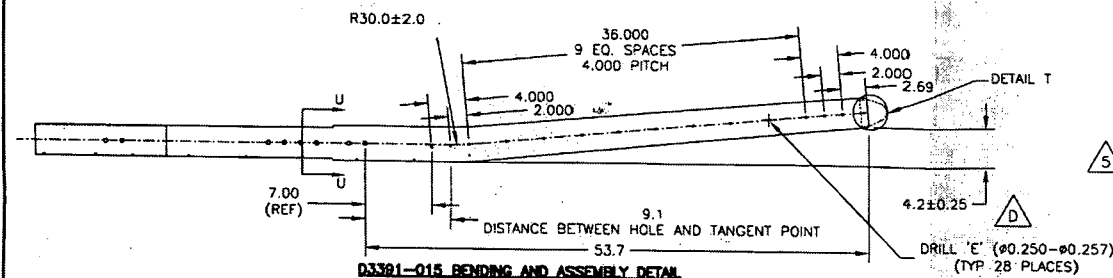 R30.0±2.0
36.000
9 EQ. SPACES
4.000 PITCH
4.000
2.000
2.69
DETAIL T
4.000
2.000
U
U
7.00
(REF)
9.1
DISTANCE BETWEEN HOLE AND TANGENT POINT
53.7
4.2±0.25
5
D
DRILL 'E' (ø0.250-ø0.257)
(TYP 28 PLACES)
D3391-015 BENDING AND ASSEMBLY DETAIL